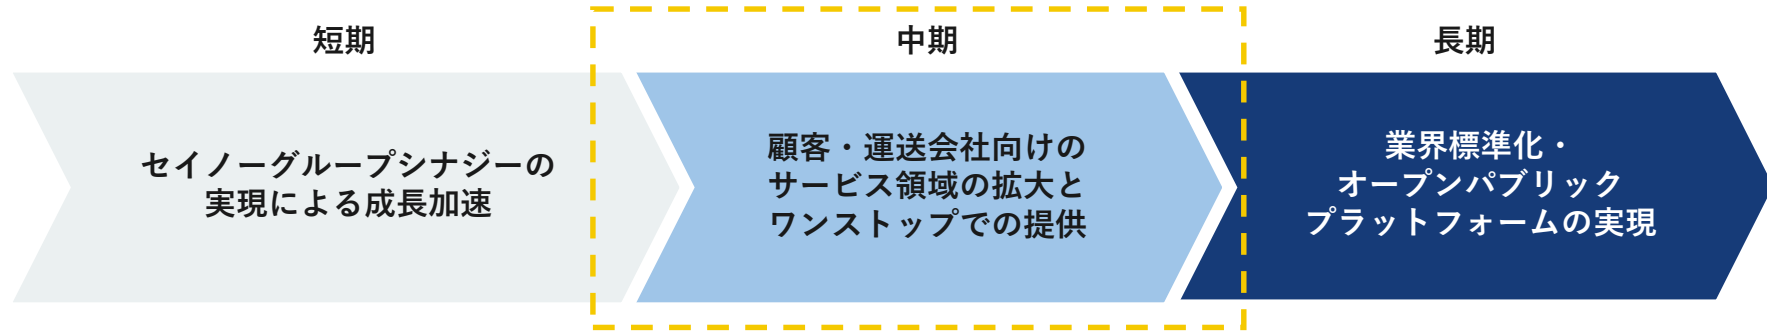 短期
セイノーグループシナジーの
実現による成長加速
中期
顧客・運送会社向けの
サービス領域の拡大と
ワンストップでの提供
長期
業界標準化・
オープンパブリック
プラットフォームの実現